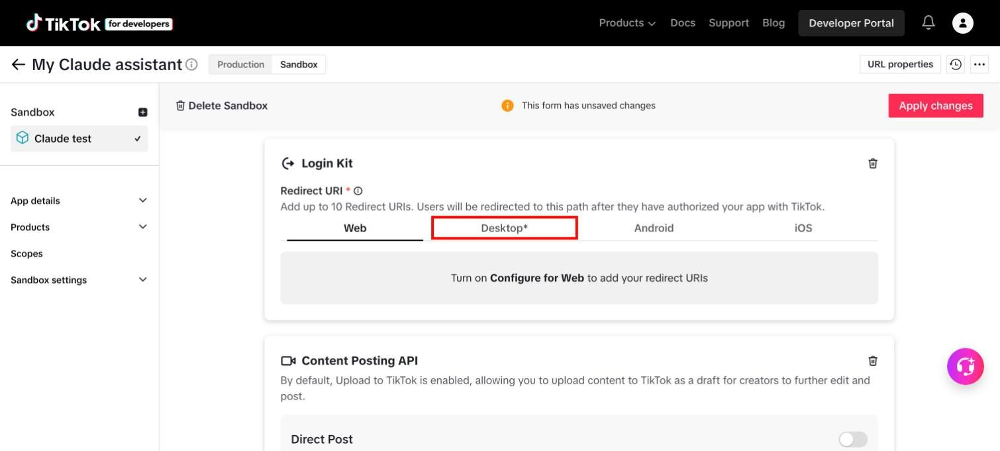 TikTok for developers
Products Docs Support Blog Developer Portal
My Claude assistant Production Sandbox URL properties
Sandbox
Claude test
App details
Products
Scopes
Sandbox settings
Delete Sandbox This form has unsaved changes Apply changes
Login Kit
Redirect URI *
Add up to 10 Redirect URIs. Users will be redirected to this path after they have authorized your app with TikTok.
Web Desktop* Android iOS
Turn on Configure for Web to add your redirect URIs
Content Posting API
By default, Upload to TikTok is enabled, allowing you to upload content to TikTok as a draft for creators to further edit and
post.
Direct Post